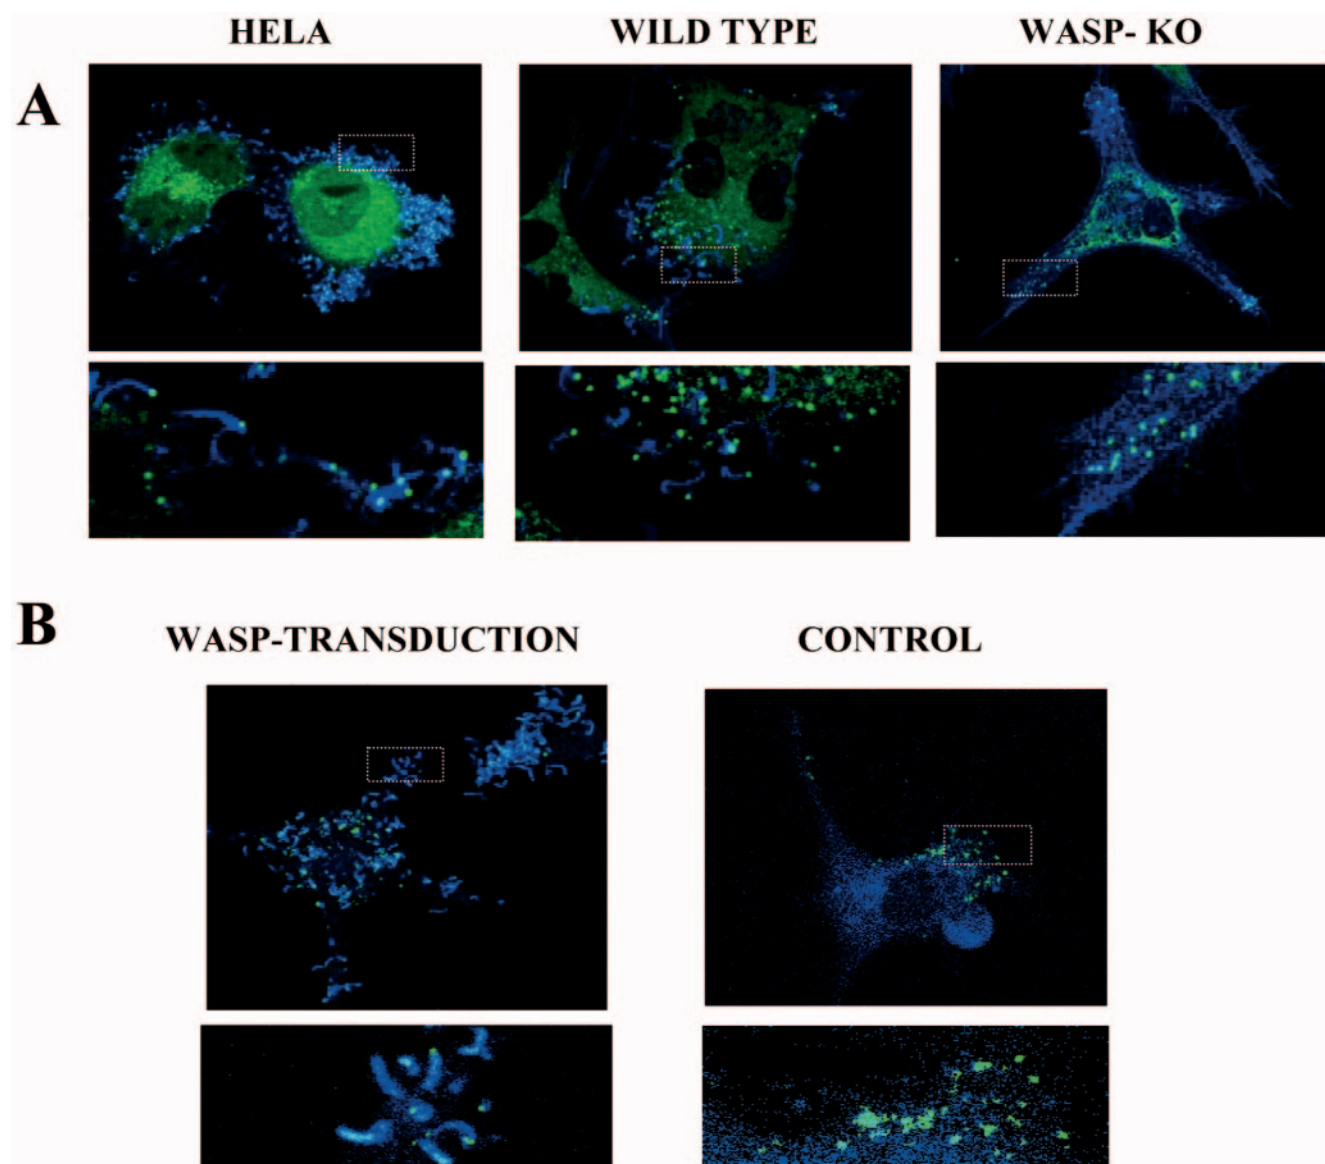 HELA WILD TYPE WASP- KO
A
B
WASP-TRANSDUCTION CONTROL